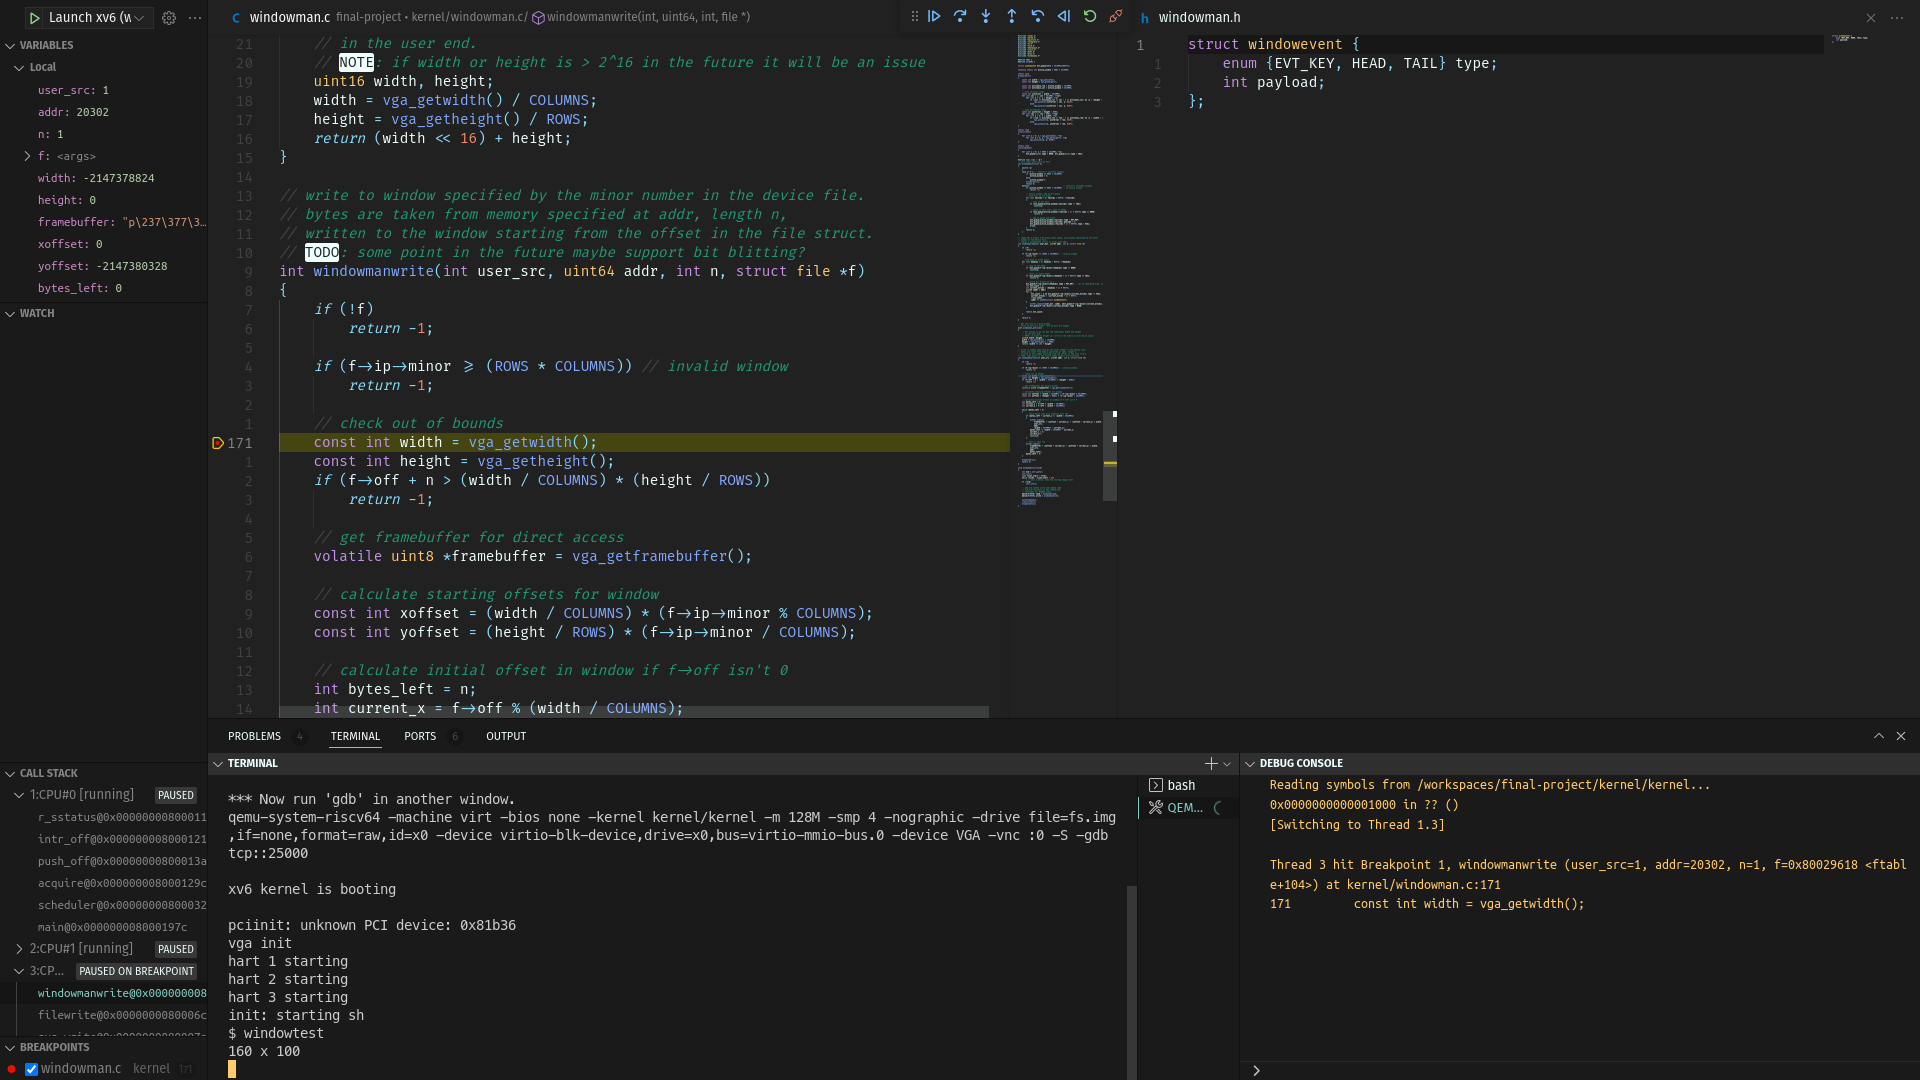 Launch xv6 (w
VARIABLES
Local
user_src: 1
addr: 20302
n: 1
f: <args>
width: -2147378824
height: 0
framebuffer: "p\237\377\3…
xoffset: 0
yoffset: -2147380328
bytes_left: 0
WATCH
CALL STACK
1:CPU#0 [running] PAUSED
r_sstatus@0x00000000800011
intr_off@0x000000008000121
push_off@0x00000000800013a
acquire@0x000000008000129c
scheduler@0x00000000800032
main@0x000000008000197c
2:CPU#1 [running] PAUSED
3:CP... PAUSED ON BREAKPOINT
windowmanwrite@0x000000008
filewrite@0x0000000080006c
BREAKPOINTS
windowman.c kernel 171
C windowman.c final-project • kernel/windowman.c/ windowmanwrite(int, uint64, int, file *)
21 // in the user end.
20 // NOTE: if width or height is > 2^16 in the future it will be an issue
19 uint16 width, height;
18 width = vga_getwidth() / COLUMNS;
17 height = vga_getheight() / ROWS;
16 return (width << 16) + height;
15 }
14
13 // write to window specified by the minor number in the device file.
12 // bytes are taken from memory specified at addr, length n,
11 // written to the window starting from the offset in the file struct.
10 // TODO: some point in the future maybe support bit blitting?
9 int windowmanwrite(int user_src, uint64 addr, int n, struct file *f)
8 {
7 if (!f)
6 return -1;
5
4 if (f->ip->minor >= (ROWS * COLUMNS)) // invalid window
3 return -1;
2
1 // check out of bounds
171 const int width = vga_getwidth();
1 const int height = vga_getheight();
2 if (f->off + n > (width / COLUMNS) * (height / ROWS))
3 return -1;
4
5 // get framebuffer for direct access
6 volatile uint8 *framebuffer = vga_getframebuffer();
7
8 // calculate starting offsets for window
9 const int xoffset = (width / COLUMNS) * (f->ip->minor % COLUMNS);
10 const int yoffset = (height / ROWS) * (f->ip->minor / COLUMNS);
11
12 // calculate initial offset in window if f->off isn't 0
13 int bytes_left = n;
14 int current_x = f->off % (width / COLUMNS);
h windowman.h
1 struct windowevent {
1 enum {EVT_KEY, HEAD, TAIL} type;
2 int payload;
3 };
PROBLEMS 4 TERMINAL PORTS 6 OUTPUT
TERMINAL
*** Now run 'gdb' in another window.
qemu-system-riscv64 -machine virt -bios none -kernel kernel/kernel -m 128M -smp 4 -nographic -drive file=fs.img
,if=none,format=raw,id=x0 -device virtio-blk-device,drive=x0,bus=virtio-mmio-bus.0 -device VGA -vnc :0 -S -gdb
tcp::25000
xv6 kernel is booting
pciinit: unknown PCI device: 0x81b36
vga init
hart 1 starting
hart 2 starting
hart 3 starting
init: starting sh
$ windowtest
160 x 100
bash
QEM...
DEBUG CONSOLE
Reading symbols from /workspaces/final-project/kernel/kernel...
0x0000000000001000 in ?? ()
[Switching to Thread 1.3]
Thread 3 hit Breakpoint 1, windowmanwrite (user_src=1, addr=20302, n=1, f=0x80029618 <ftabl
e+104>) at kernel/windowman.c:171
171 const int width = vga_getwidth();